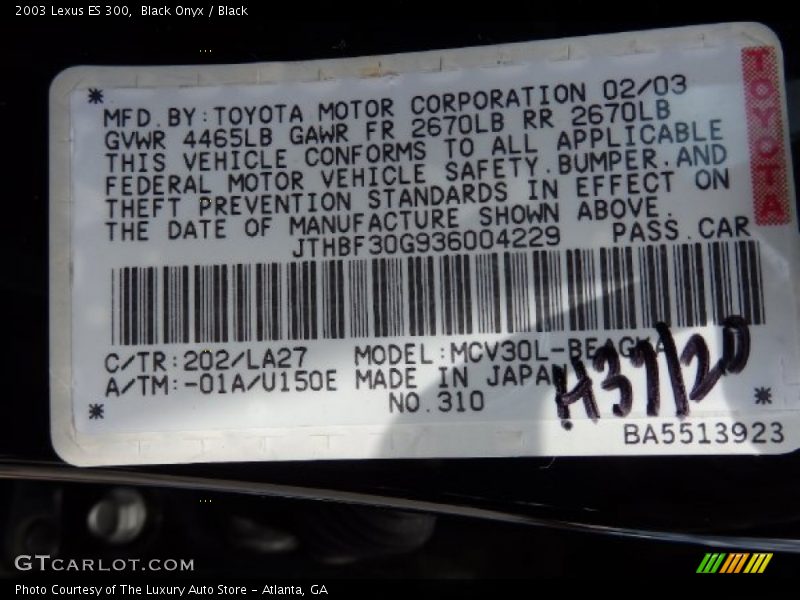 2003 Lexus ES 300, Black Onyx / Black
MFD. BY: TOYOTA MOTOR CORPORATION 02/03
GVWR 4465LB GAWR FR 2670LB RR 2670LB
THIS VEHICLE CONFORMS TO ALL APPLICABLE
FEDERAL MOTOR VEHICLE SAFETY. BUMPER. AND
THEFT PREVENTION STANDARDS IN EFFECT ON
THE DATE OF MANUFACTURE SHOWN ABOVE.
JTHBF30G936004229 PASS. CAR
TOYOTA
C/TR: 202/LA27 MODEL: MCV30L-
A/TM: -01A/U150E MADE IN JAPAN
NO. 310
BA5513923
GTCARLOT.COM
Photo Courtesy of The Luxury Auto Store - Atlanta, GA